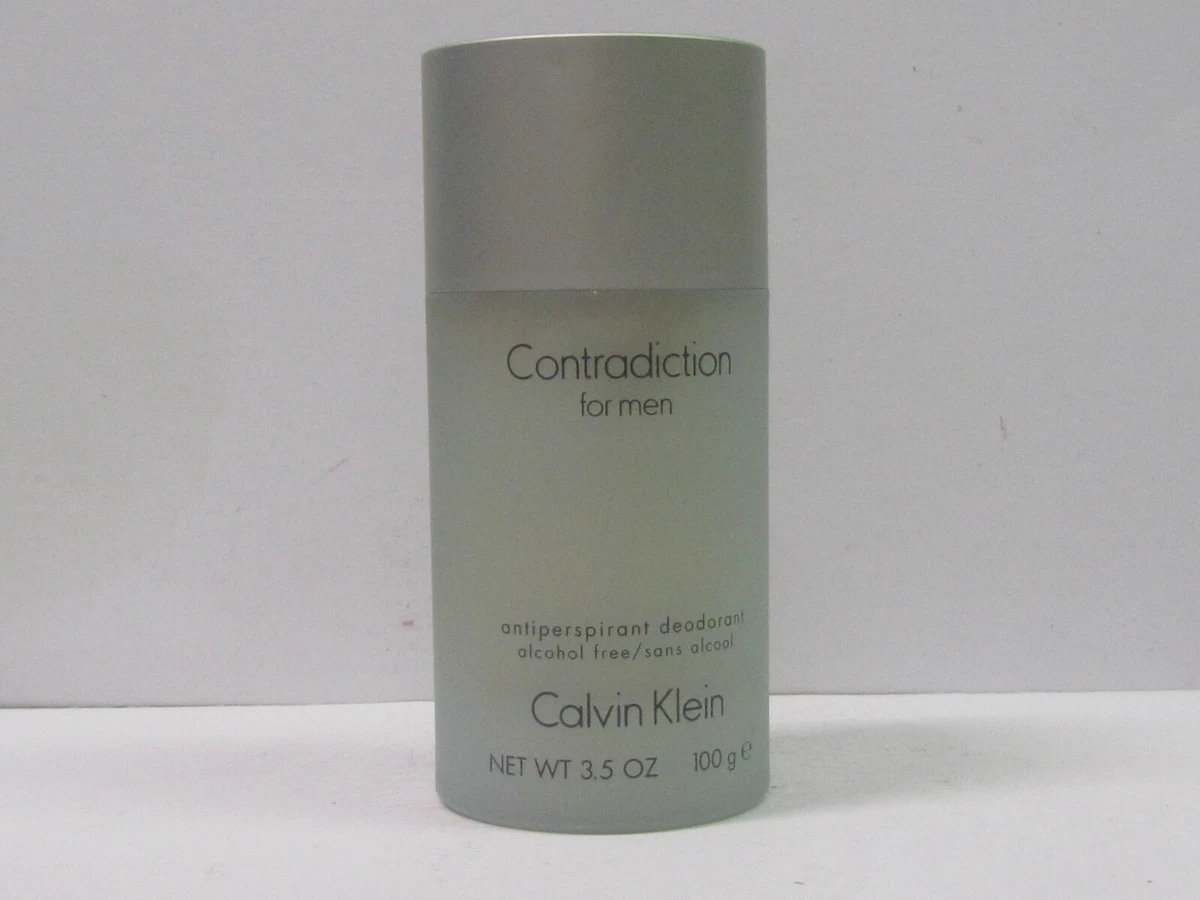 Contradiction
for men
antiperspirant deodorant
alcohol free/sans alcool
Calvin Klein
NET WT 3.5 OZ 100 g e